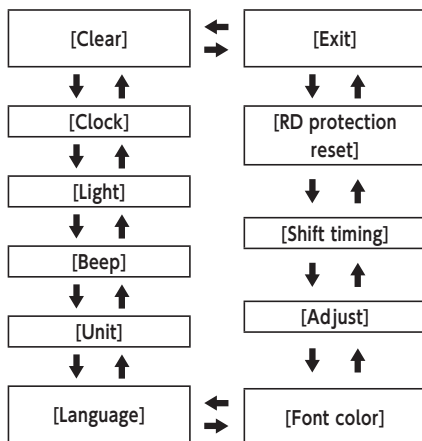 [Clear]
[Exit]
[Clock]
[RD protection
reset]
[Light]
[Shift timing]
[Beep]
[Adjust]
[Unit]
[Language]
[Font color]